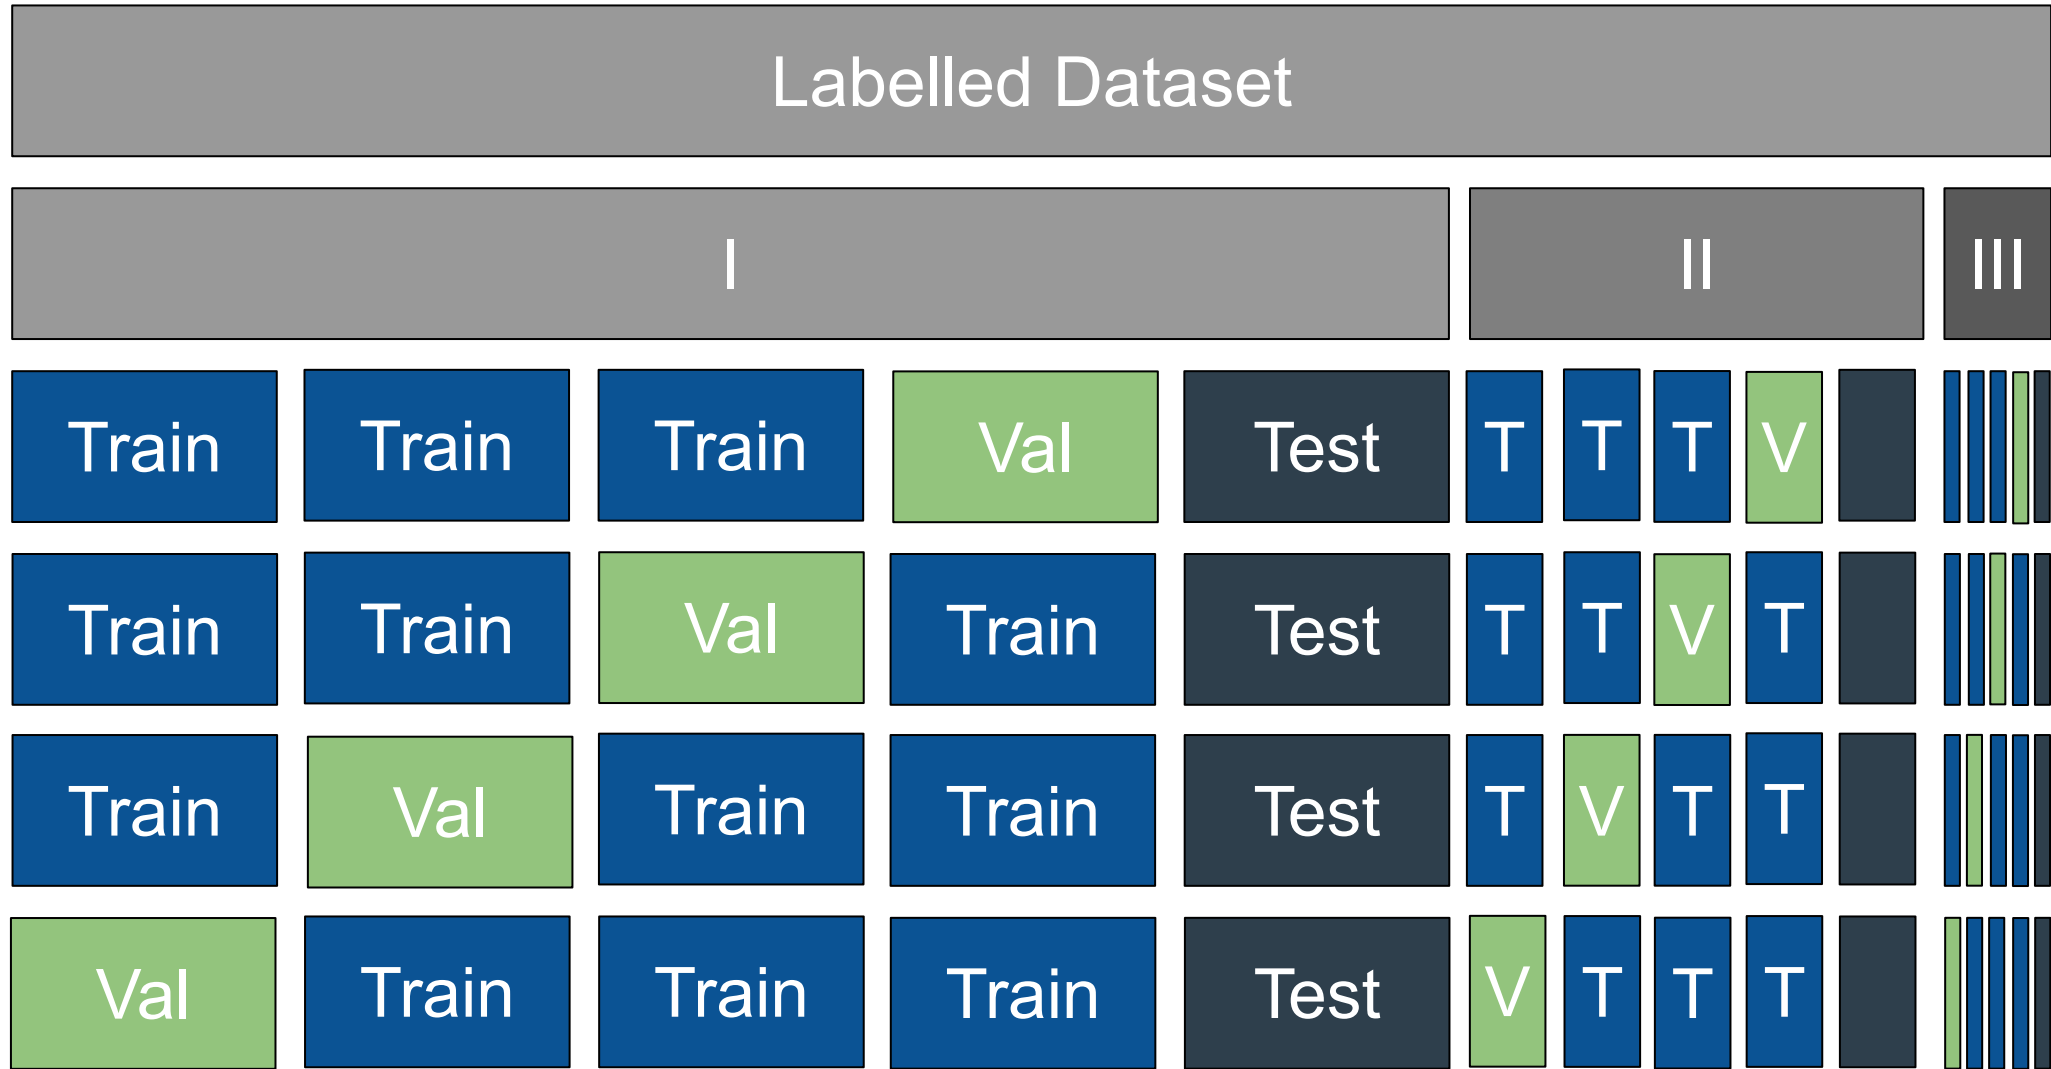 Labelled Dataset
I II III
Train Train Train Val Test T T T V
Train Train Val Train Test T T V T
Train Val Train Train Test T V T T
Val Train Train Train Test V T T T